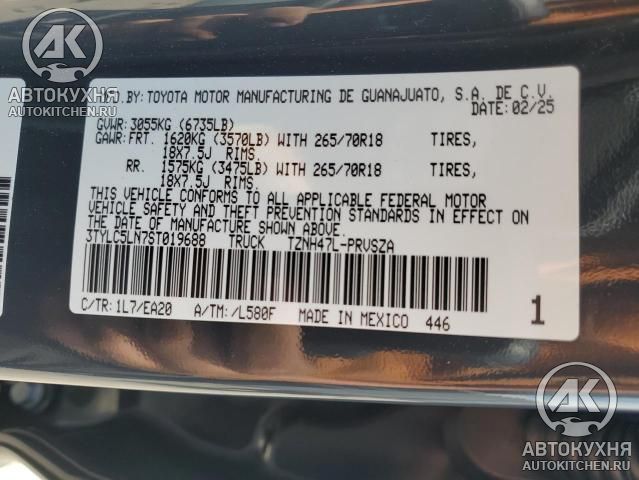 АВТОКУХНЯ
AUTOKITCHEN.RU
BY: TOYOTA MOTOR MANUFACTURING DE GUANAJUATO, S.A. DE C.V.
DATE: 02/25
GVWR: 3055KG (6735LB)
GAWR: FRT. 1620KG (3570LB) WITH 265/70R18 TIRES,
18X7.5J RIMS.
RR. 1575KG (3475LB) WITH 265/70R18 TIRES,
18X7.5J RIMS.
THIS VEHICLE CONFORMS TO ALL APPLICABLE FEDERAL MOTOR
VEHICLE SAFETY AND THEFT PREVENTION STANDARDS IN EFFECT ON
THE DATE OF MANUFACTURE SHOWN ABOVE.
3TYLC5LN7ST019688 TRUCK TZNH47L-PRVSZA
C/TR: 1L7/EA20 A/TM: /L580F MADE IN MEXICO 446 1
AK
АВТОКУХНЯ
AUTOKITCHEN.RU